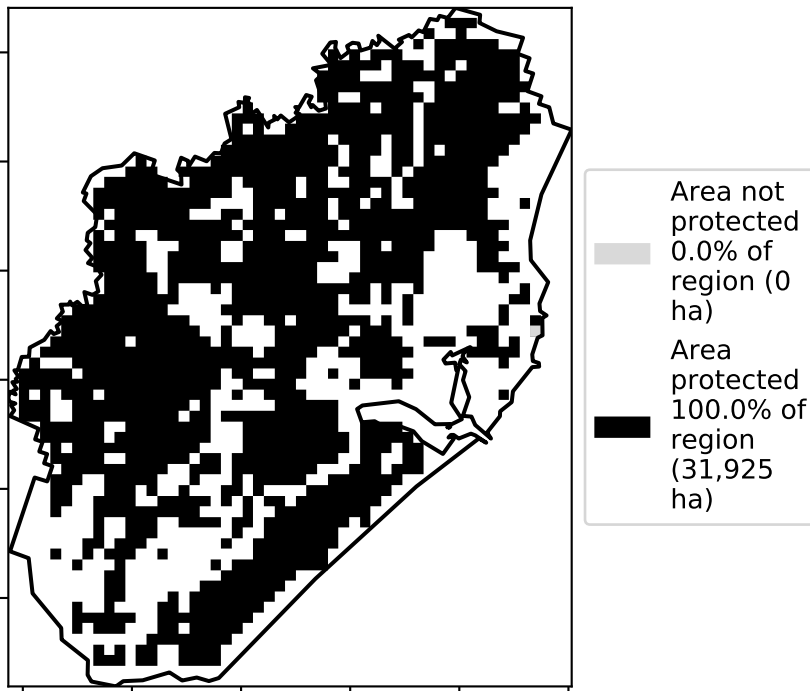 Area not
protected
0.0% of
region (0
ha)
Area
protected
100.0% of
region
(31,925
ha)